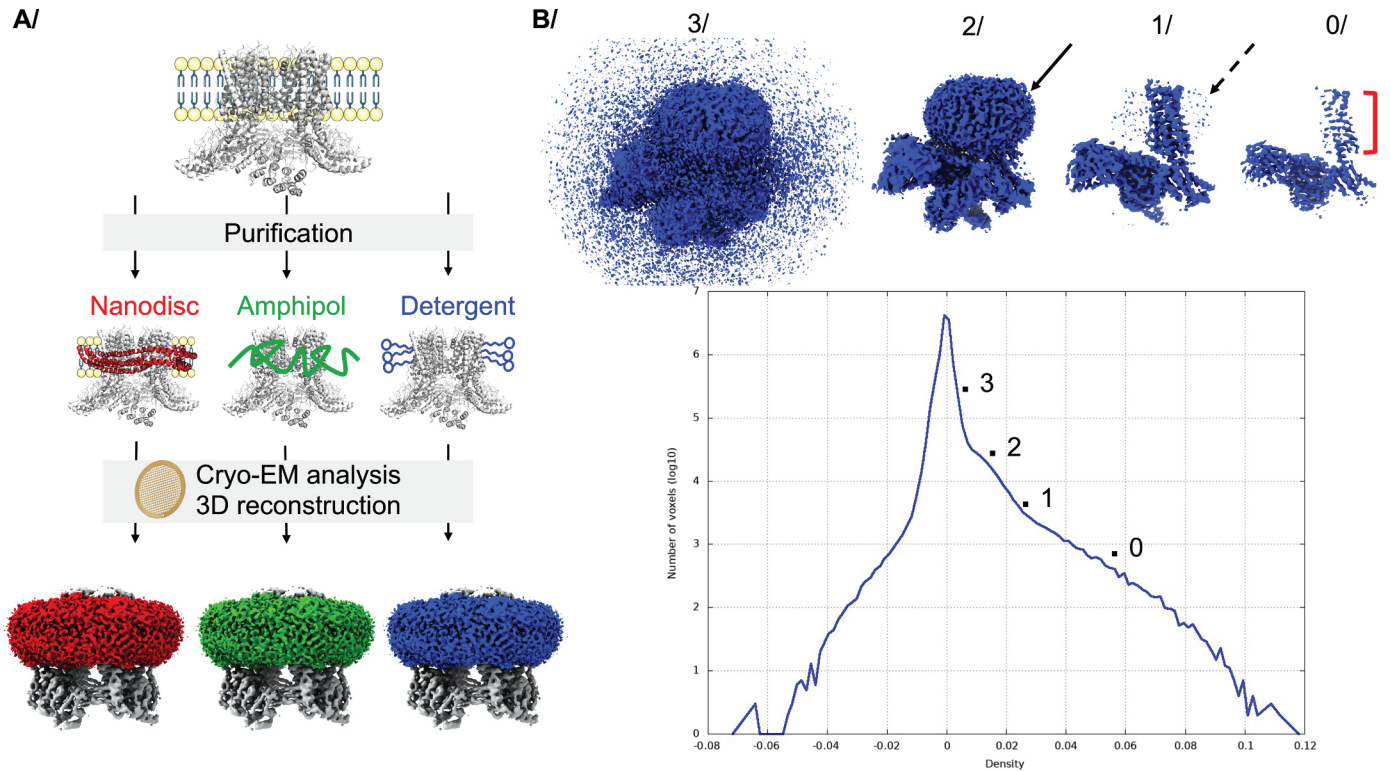 A/
Purification
Nanodisc Amphipol Detergent
Cryo-EM analysis
3D reconstruction
B/
3/ 2/ 1/ 0/
7
6
5
4
3
2
1
0
Number of voxels (log10)
3
2
1
0
-0.08 -0.06 -0.04 -0.02 0 0.02 0.04 0.06 0.08 0.1 0.12
Density